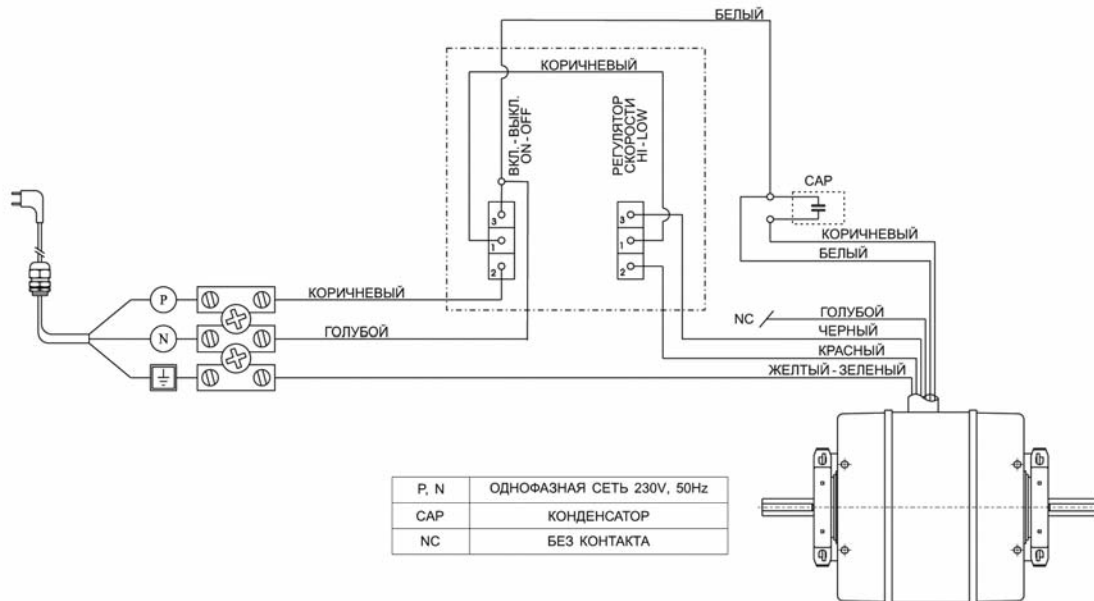 БЕЛЫЙ
КОРИЧНЕВЫЙ
ВКЛ.- ВЫКЛ.
ON - OFF
РЕГУЛЯТОР
СКОРОСТИ
HI - LOW
CAP
3
1
2
3
1
2
КОРИЧНЕВЫЙ
БЕЛЫЙ
P
КОРИЧНЕВЫЙ
NC
ГОЛУБОЙ
N
ГОЛУБОЙ
ЧЕРНЫЙ
КРАСНЫЙ
ЖЕЛТЫЙ - ЗЕЛЕНЫЙ
P, N ОДНОФАЗНАЯ СЕТЬ 230V, 50Hz
CAP КОНДЕНСАТОР
NC БЕЗ КОНТАКТА